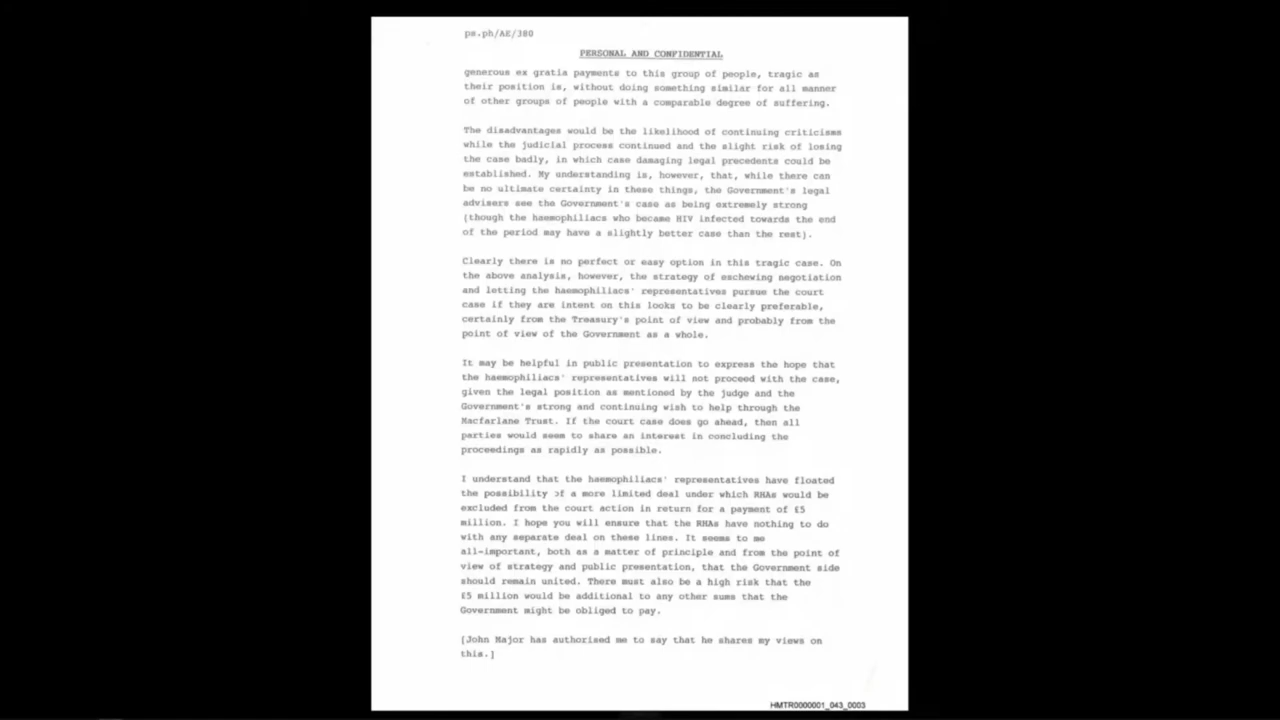 ps.ph/AE/380
PERSONAL AND CONFIDENTIAL
generous ex gratia payments to this group of people, tragic as
their position is, without doing something similar for all manner
of other groups of people with a comparable degree of suffering.
The disadvantages would be the likelihood of continuing criticisms
while the judicial process continued and the slight risk of losing
the case badly, in which case damaging legal precedents could be
established. My understanding is, however, that, while there can
be no ultimate certainty in these things, the Government's legal
advisers see the Government's case as being extremely strong
(though the haemophiliacs who became HIV infected towards the end
of the period may have a slightly better case than the rest).
Clearly there is no perfect or easy option in this tragic case. On
the above analysis, however, the strategy of eschewing negotiation
and letting the haemophiliacs' representatives pursue the court
case if they are intent on this looks to be clearly preferable,
certainly from the Treasury's point of view and probably from the
point of view of the Government as a whole.
It may be helpful in public presentation to express the hope that
the haemophiliacs' representatives will not proceed with the case,
given the legal position as mentioned by the judge and the
Government's strong and continuing wish to help through the
Macfarlane Trust. If the court case does go ahead, then all
parties would seem to share an interest in concluding the
proceedings as rapidly as possible.
I understand that the haemophiliacs' representatives have floated
the possibility of a more limited deal under which RHAs would be
excluded from the court action in return for a payment of £5
million. I hope you will ensure that the RHAs have nothing to do
with any separate deal on these lines. It seems to me
all-important, both as a matter of principle and from the point of
view of strategy and public presentation, that the Government side
should remain united. There must also be a high risk that the
£5 million would be additional to any other sums that the
Government might be obliged to pay.
[John Major has authorised me to say that he shares my views on
this.]
HMTR0000001_043_0003